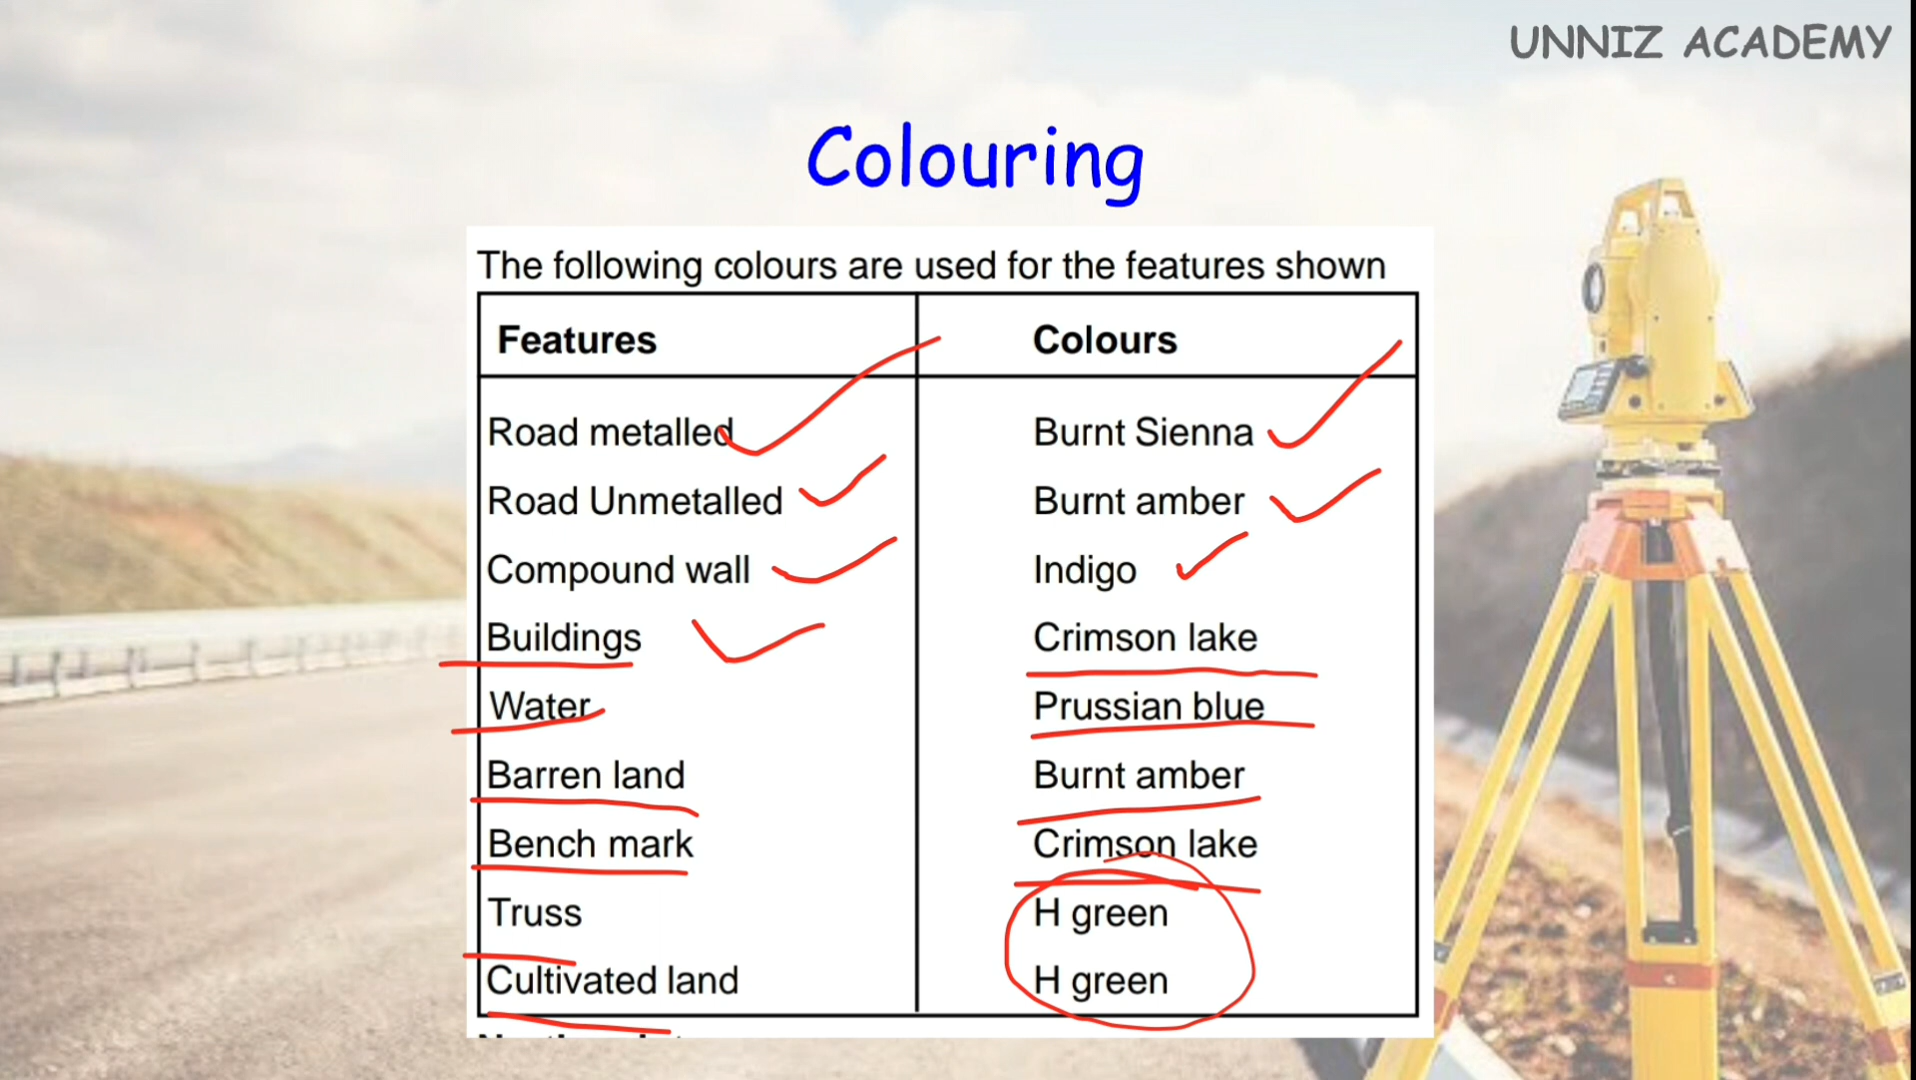 UNNIZ ACADEMY
Colouring
The following colours are used for the features shown
Features Colours
Road metalled Burnt Sienna
Road Unmetalled Burnt amber
Compound wall Indigo
Buildings Crimson lake
Water Prussian blue
Barren land Burnt amber
Bench mark Crimson lake
Truss H green
Cultivated land H green